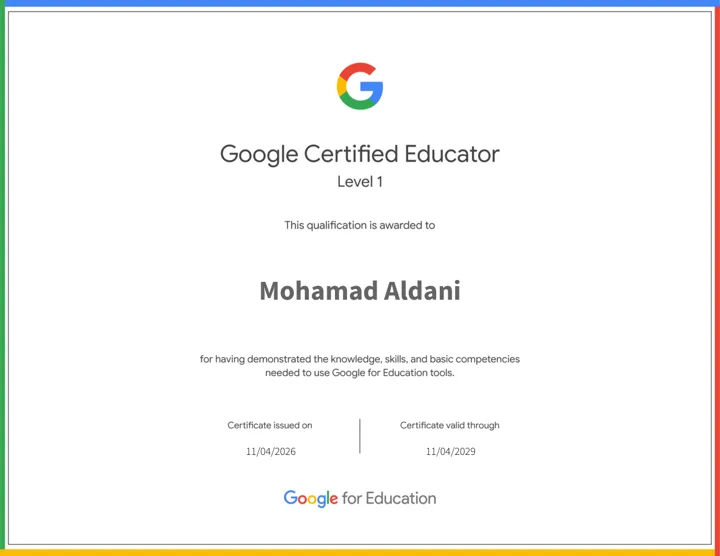 Google Certified Educator
Level 1
This qualification is awarded to
Mohamad Aldani
for having demonstrated the knowledge, skills, and basic competencies
needed to use Google for Education tools.
Certificate issued on
11/04/2026
Certificate valid through
11/04/2029
Google for Education